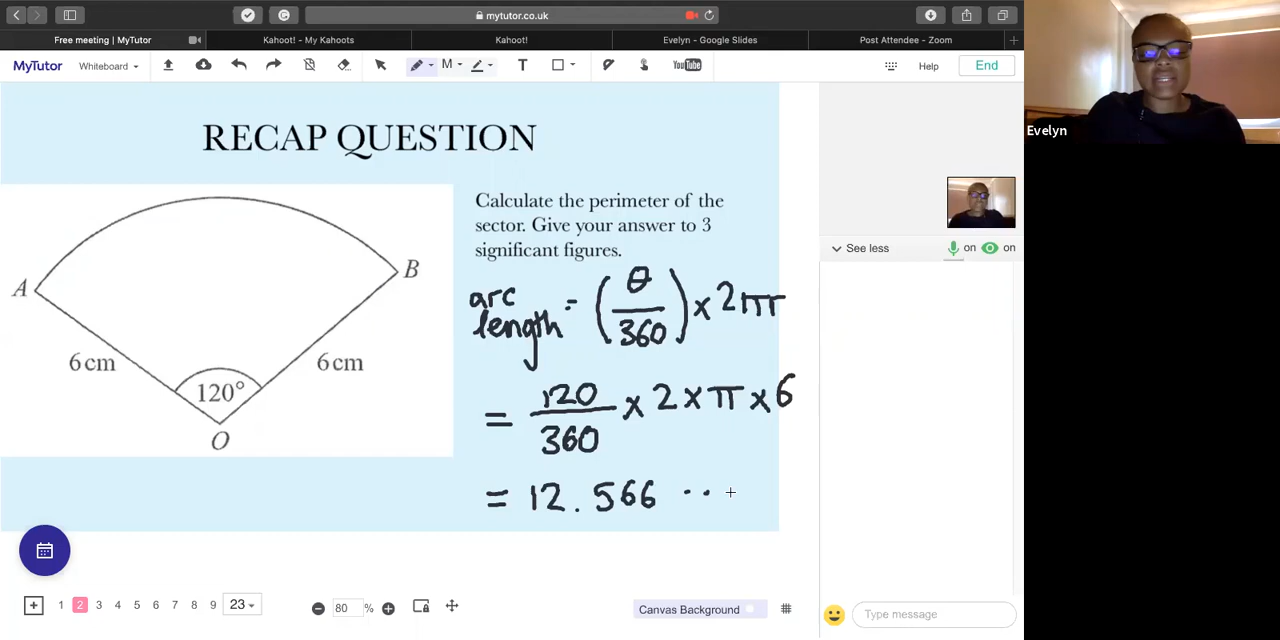 mytutor.co.uk
Free meeting | MyTutor
Kahoot! - My Kahoots
Kahoot!
Evelyn - Google Slides
Post Attendee - Zoom
MyTutor
Whiteboard
M
T
YouTube
Help
End
Evelyn
RECAP QUESTION
Calculate the perimeter of the
sector. Give your answer to 3
significant figures.
A
B
6 cm
6 cm
120°
O
arc length = (θ/360) × 2πr
= 120/360 × 2 × π × 6
= 12.566 ..
See less
on
on
1 2 3 4 5 6 7 8 9 23
80 %
Canvas Background
Type message